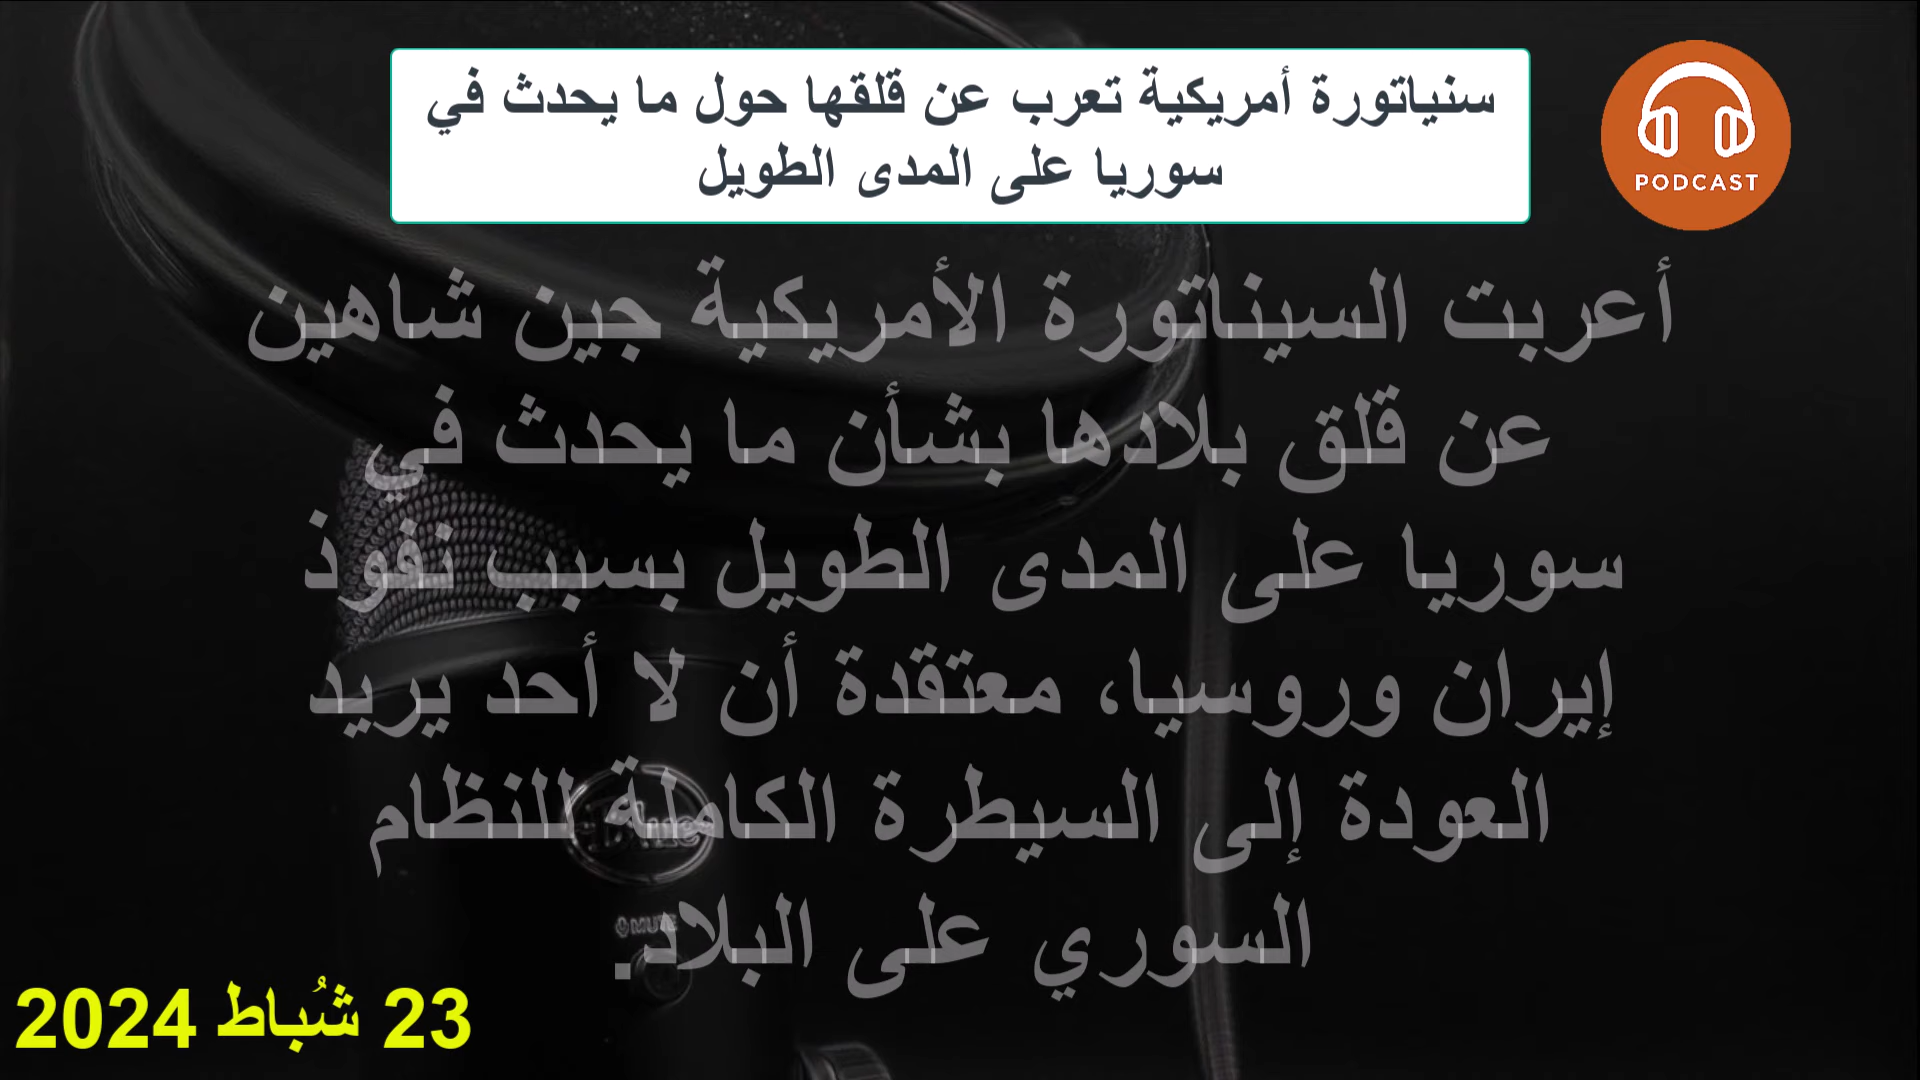 سنياتورة أمريكية تعرب عن قلقها حول ما يحدث في
سوريا على المدى الطويل
PODCAST
أعربت السيناتورة الأمريكية جين شاهين
عن قلق بلادها بشأن ما يحدث في
سوريا على المدى الطويل بسبب نفوذ
إيران وروسيا، معتقدة أن لا أحد يريد
العودة إلى السيطرة الكاملة للنظام
السوري على البلاد.
Blue
MUTE
23 شُباط 2024